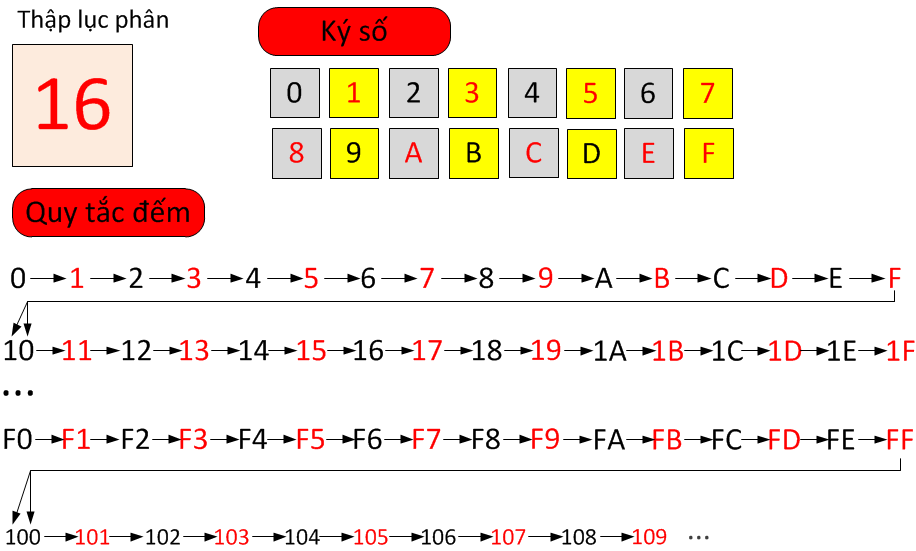 Thập lục phân
Ký số
16
0 1 2 3 4 5 6 7
8 9 A B C D E F
Quy tắc đếm
0 1 2 3 4 5 6 7 8 9 A B C D E F
10 11 12 13 14 15 16 17 18 19 1A 1B 1C 1D 1E 1F
...
F0 F1 F2 F3 F4 F5 F6 F7 F8 F9 FA FB FC FD FE FF
100 101 102 103 104 105 106 107 108 109 ...